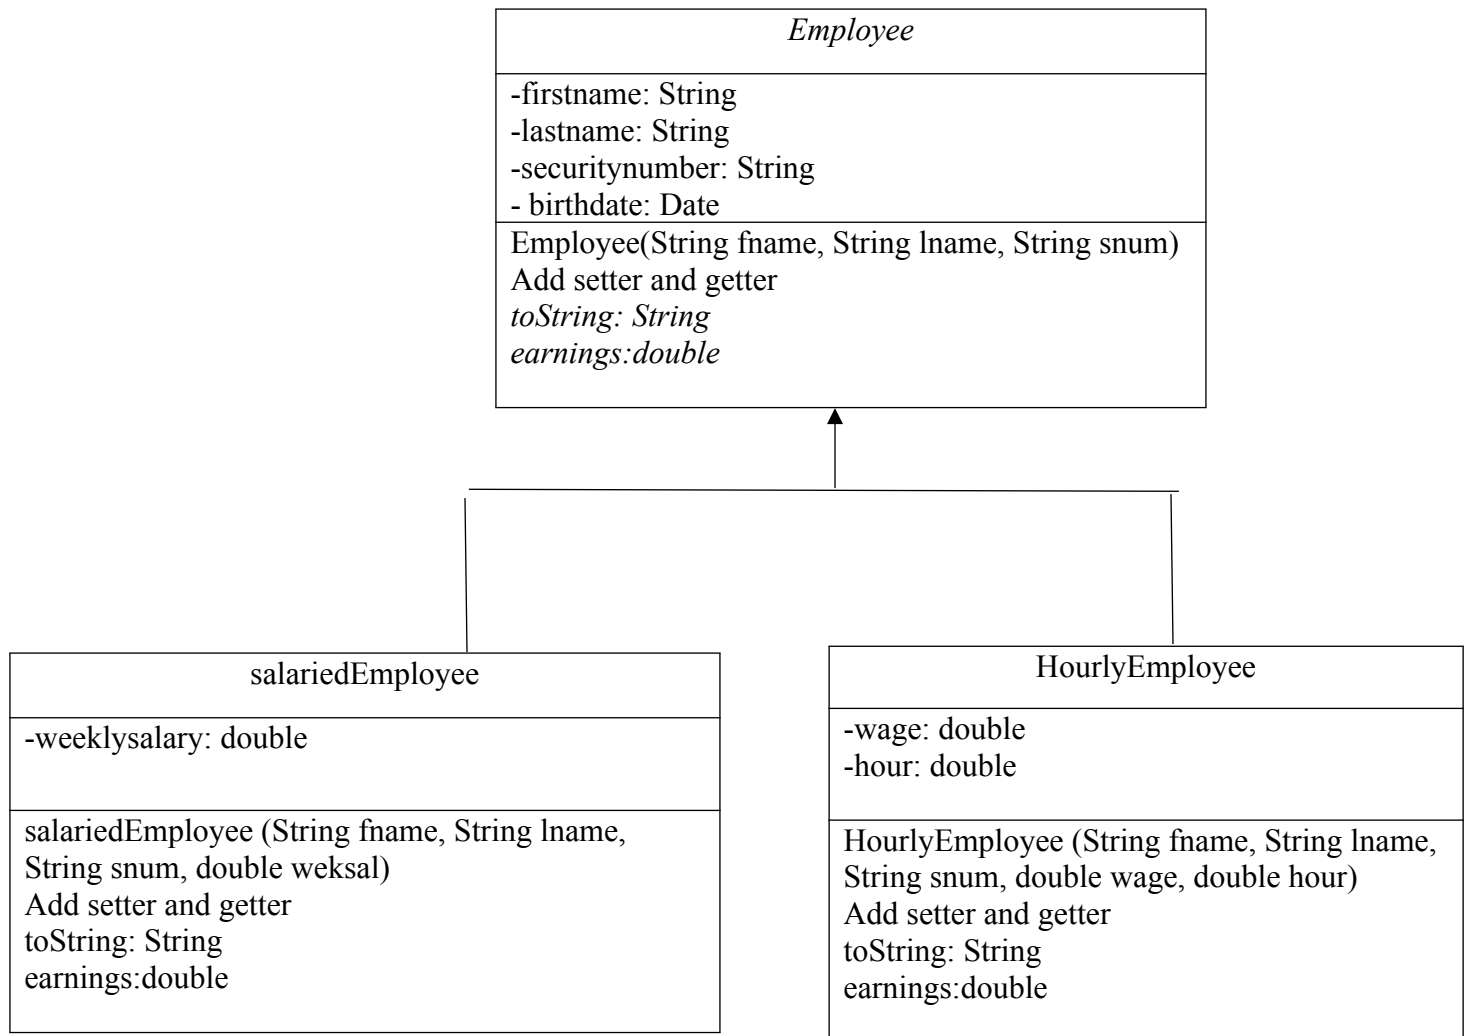 Employee
-firstname: String
-lastname: String
-securitynumber: String
- birthdate: Date
Employee(String fname, String lname, String snum)
Add setter and getter
toString: String
earnings:double
salariedEmployee
-weeklysalary: double
salariedEmployee (String fname, String lname,
String snum, double weksal)
Add setter and getter
toString: String
earnings:double
HourlyEmployee
-wage: double
-hour: double
HourlyEmployee (String fname, String lname,
String snum, double wage, double hour)
Add setter and getter
toString: String
earnings:double